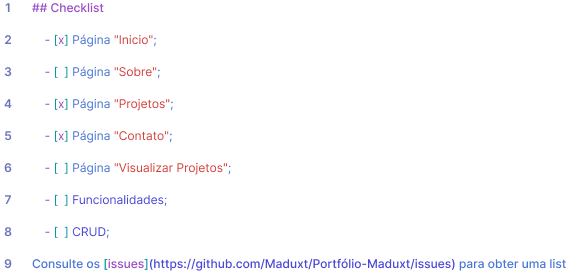 1 ## Checklist
2 - [x] Página "Inicio";
3 - [ ] Página "Sobre";
4 - [x] Página "Projetos";
5 - [x] Página "Contato";
6 - [ ] Página "Visualizar Projetos";
7 - [ ] Funcionalidades;
8 - [ ] CRUD;
9 Consulte os [issues](https://github.com/Maduxt/Portfólio-Maduxt/issues) para obter uma list